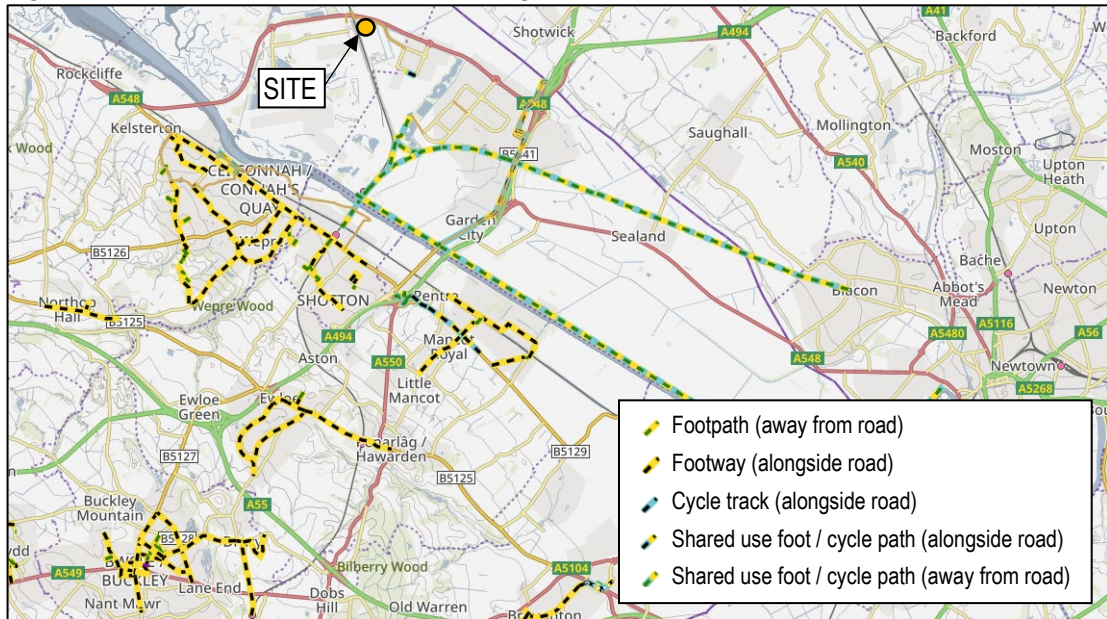 A41
Shotwick
A494
Backford
Rockcliffe
SITE
A548
A548
Kelsterton
Saughall
Mollington
k Wood
B5441
A540
Moston
Upton
Heath
CEI CONNAH /
CONNAH'S
QUAY
Garden
City
Wepre
Sealand
Upton
B5126
Bache
Blacon
Abbot's
Mead
Newton
Northop
Hall
Wepre Wood
SHOTTON
Pentre
B5125
A5480
A5116
A56
A494
Mancot
Royal
A548
Aston
A550
Newtown
Little
Mancot
A5268
Ewloe
Green
Ewloe
Penarlâg /
Hawarden
B5129
B5127
B5125
Buckley
Mountain
A55
B5128
BUCKLEY
A549
Lane End
Bilberry Wood
A5104
Nant Mawr
Dobs
Hill
Old Warren
Footpath (away from road)
Footway (alongside road)
Cycle track (alongside road)
Shared use foot / cycle path (alongside road)
Shared use foot / cycle path (away from road)